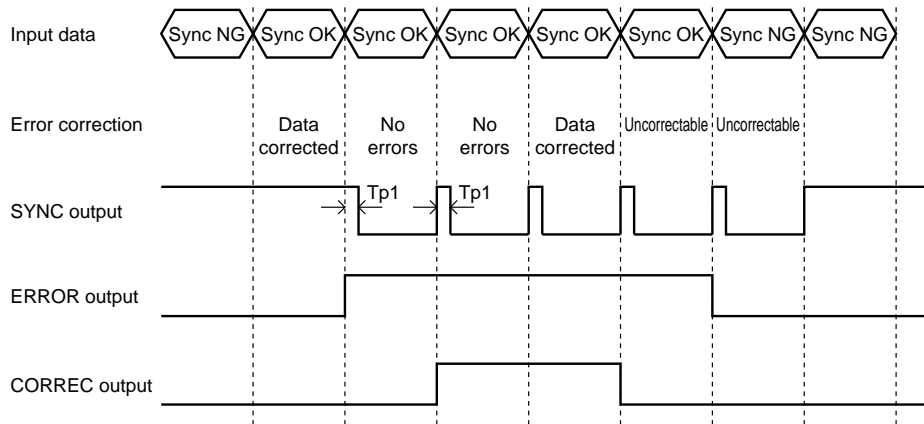 Input data Sync NG Sync OK Sync OK Sync OK Sync OK Sync OK Sync NG Sync NG
Error correction Data No No Data Uncorrectable Uncorrectable
corrected errors errors corrected
Tp1 Tp1
SYNC output
ERROR output
CORREC output